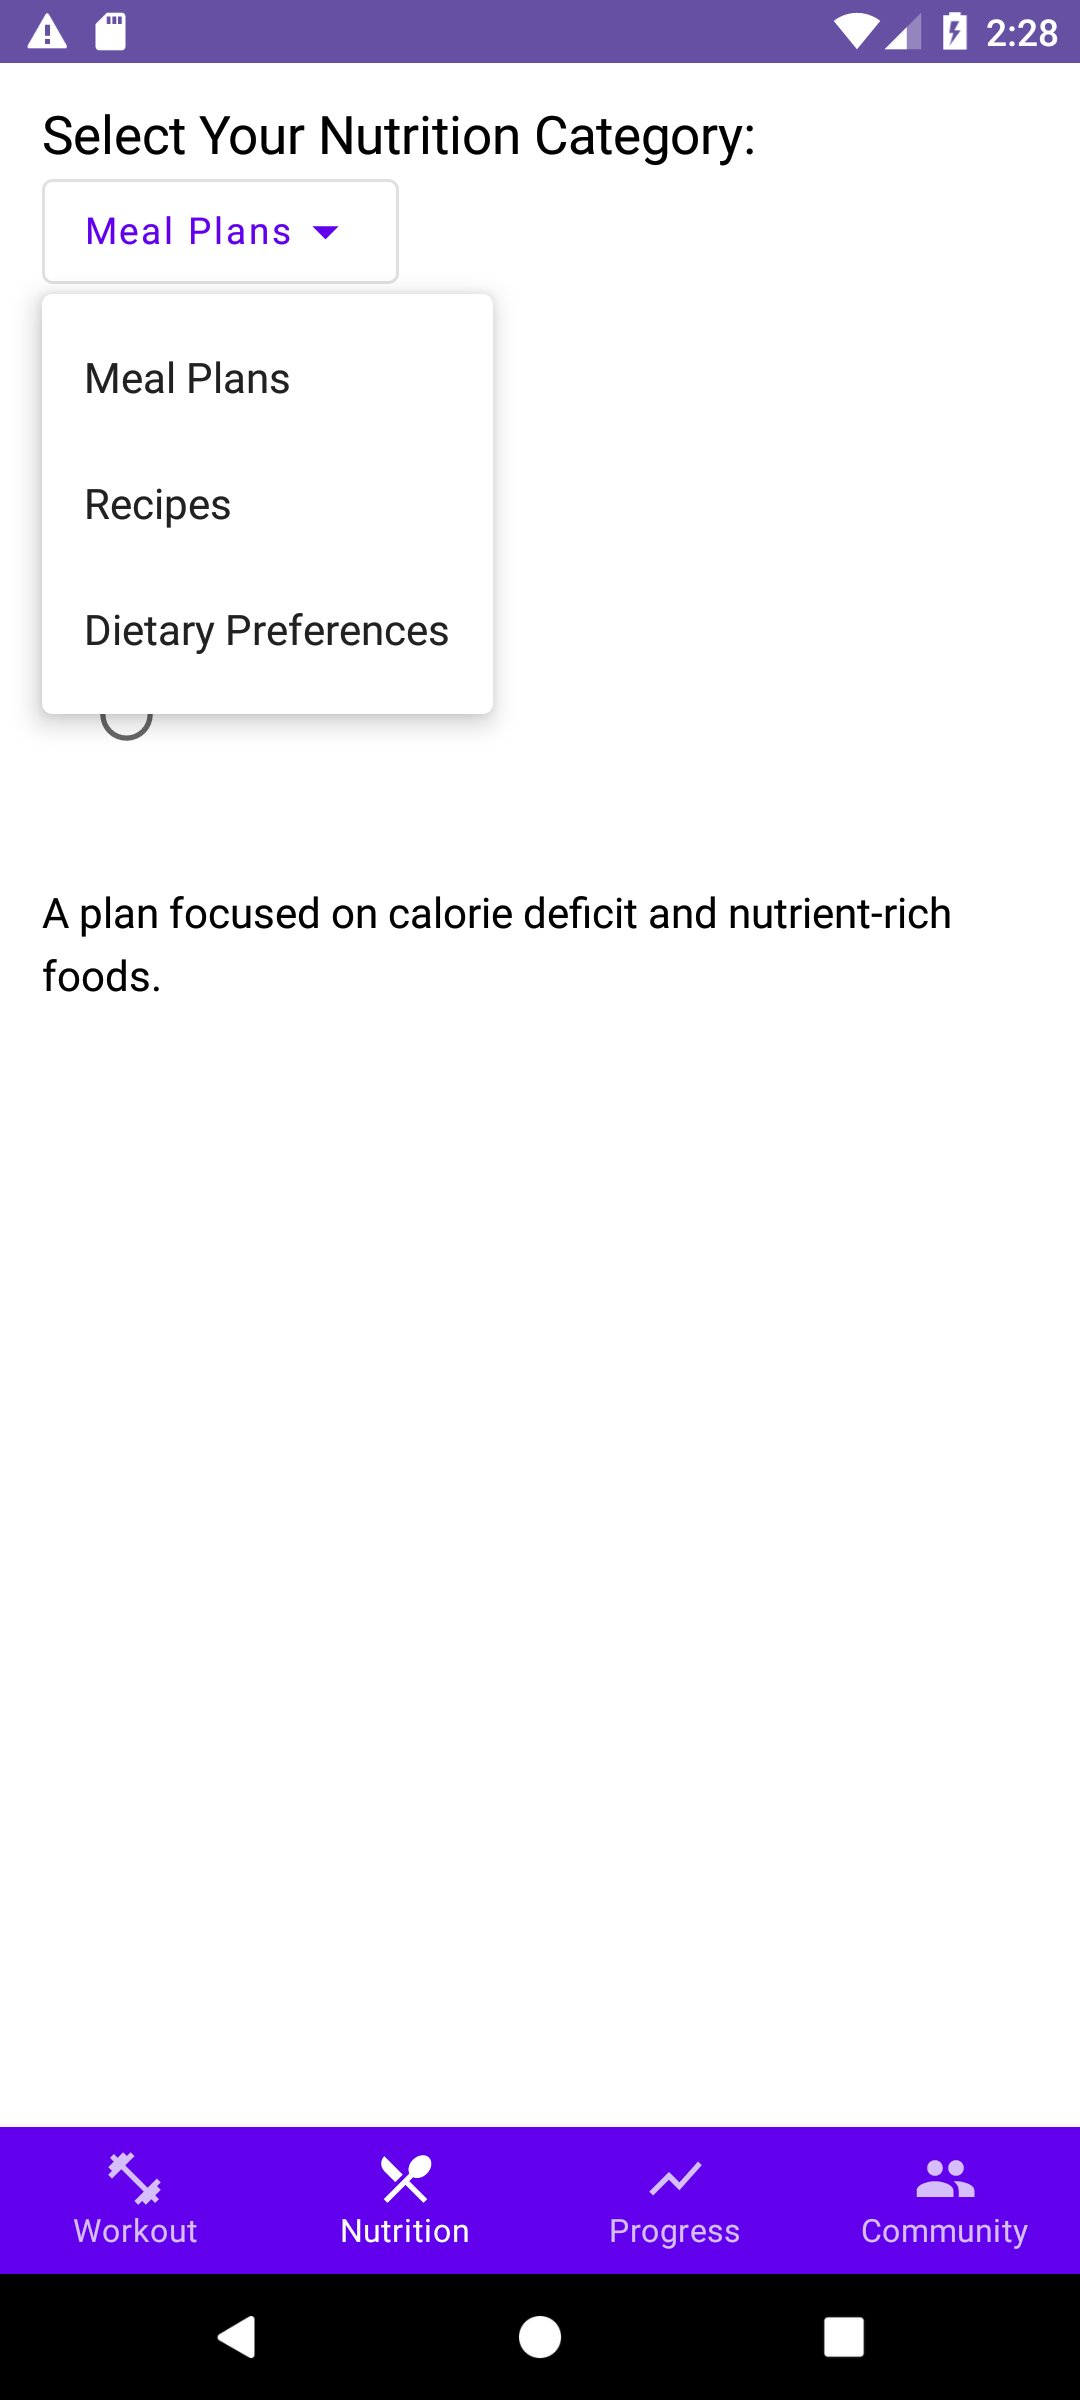 2:28
Select Your Nutrition Category:
Meal Plans
Meal Plans
Recipes
Dietary Preferences
A plan focused on calorie deficit and nutrient-rich
foods.
Workout
Nutrition
Progress
Community